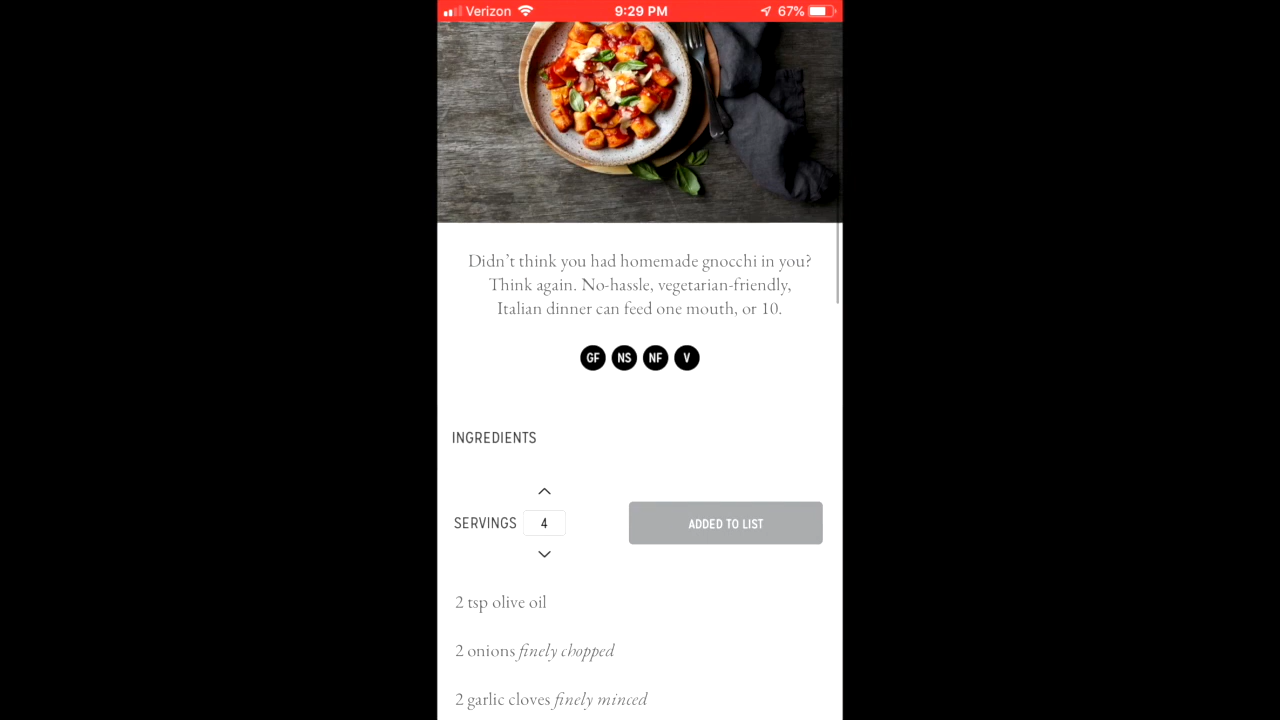 Verizon 9:29 PM 67%
Didn't think you had homemade gnocchi in you?
Think again. No-hassle, vegetarian-friendly,
Italian dinner can feed one mouth, or 10.
GF NS NF V
INGREDIENTS
SERVINGS 4
ADDED TO LIST
2 tsp olive oil
2 onions finely chopped
2 garlic cloves finely minced